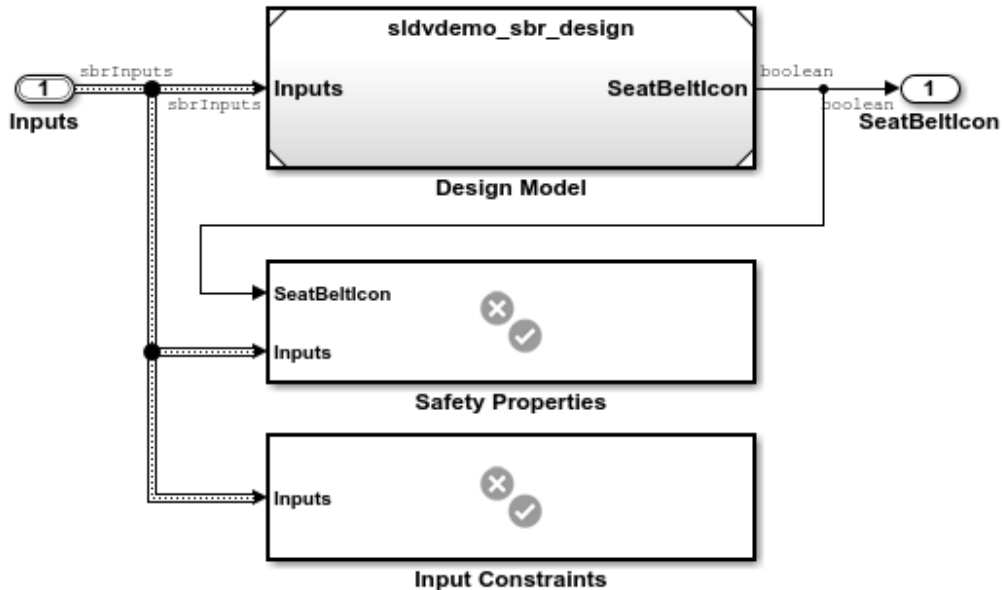 sldvdemo_sbr_design
sbrInputs
boolean
1
Inputs
SeatBeltIcon
1
sbrInputs
boolean
Inputs
SeatBeltIcon
Design Model
SeatBeltIcon
Inputs
Safety Properties
Inputs
Input Constraints